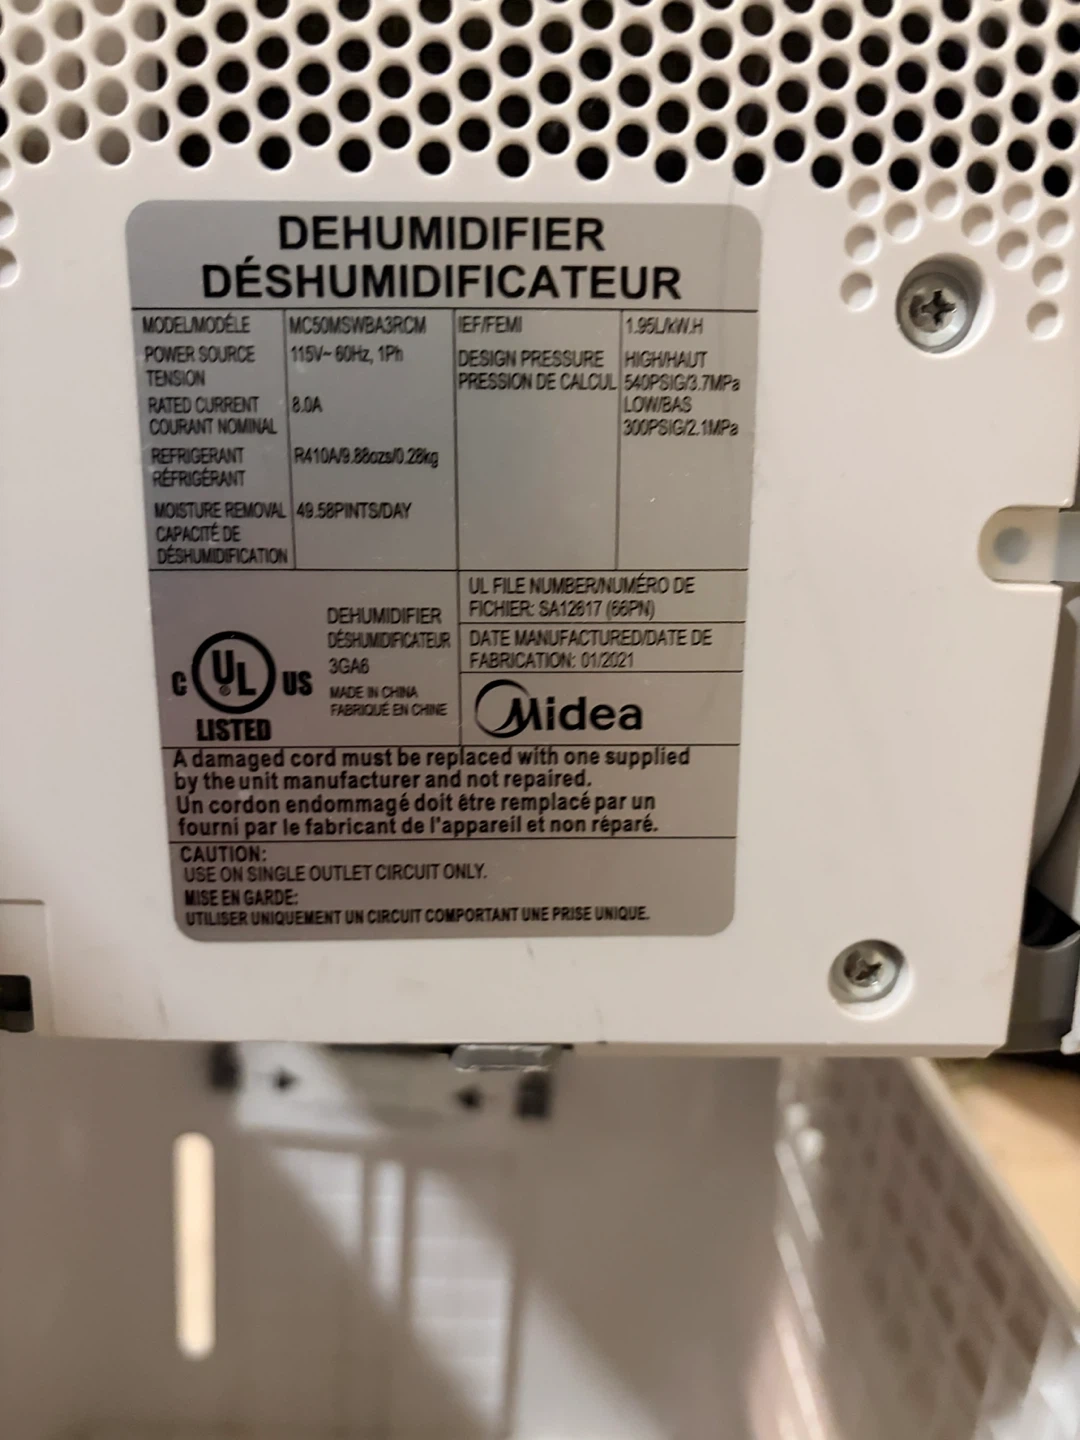 DEHUMIDIFIER
DÉSHUMIDIFICATEUR
MODEL/MODÉLE MC50MSWBA3RCM
POWER SOURCE 115V~ 60Hz, 1Ph
TENSION
RATED CURRENT 8.0A
COURANT NOMINAL
REFRIGERANT R410A/9.88ozs/0.28kg
RÉFRIGÉRANT
MOISTURE REMOVAL 49.58PINTS/DAY
CAPACITÉ DE
DÉSHUMIDIFICATION
IEF/FEMI 1.95L/kW.H
DESIGN PRESSURE HIGH/HAUT
PRESSION DE CALCUL 540PSIG/3.7MPa
LOW/BAS
300PSIG/2.1MPa
C UL® US
LISTED
DEHUMIDIFIER
DÉSHUMIDIFICATEUR
3GA6
MADE IN CHINA
FABRIQUÉ EN CHINE
UL FILE NUMBER/NUMÉRO DE
FICHIER: SA12617 (66PN)
DATE MANUFACTURED/DATE DE
FABRICATION: 01/2021
Midea
A damaged cord must be replaced with one supplied
by the unit manufacturer and not repaired.
Un cordon endommagé doit être remplacé par un
fourni par le fabricant de l'appareil et non réparé.
CAUTION:
USE ON SINGLE OUTLET CIRCUIT ONLY.
MISE EN GARDE:
UTILISER UNIQUEMENT UN CIRCUIT COMPORTANT UNE PRISE UNIQUE.